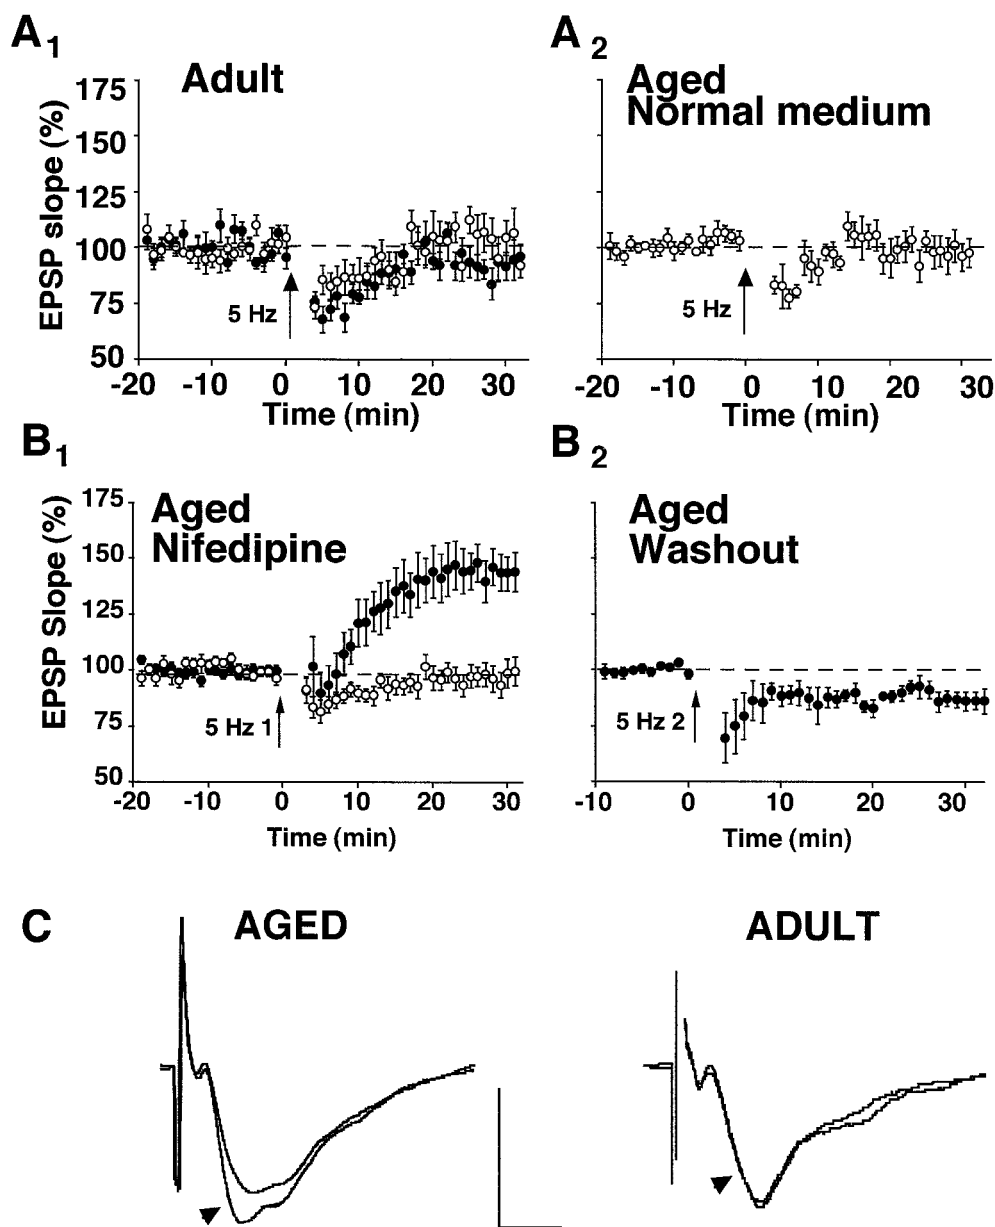 A1
A2
Adult
Aged
Normal medium
EPSP slope (%)
175
150
125
100
75
50
5 Hz
5 Hz
-20 -10 0 10 20 30
-20 -10 0 10 20 30
Time (min)
Time (min)
B1
B2
Aged
Nifedipine
Aged
Washout
EPSP Slope (%)
175
150
125
100
75
50
5 Hz 1
5 Hz 2
-20 -10 0 10 20 30
-10 0 10 20 30
Time (min)
Time (min)
C
AGED
ADULT